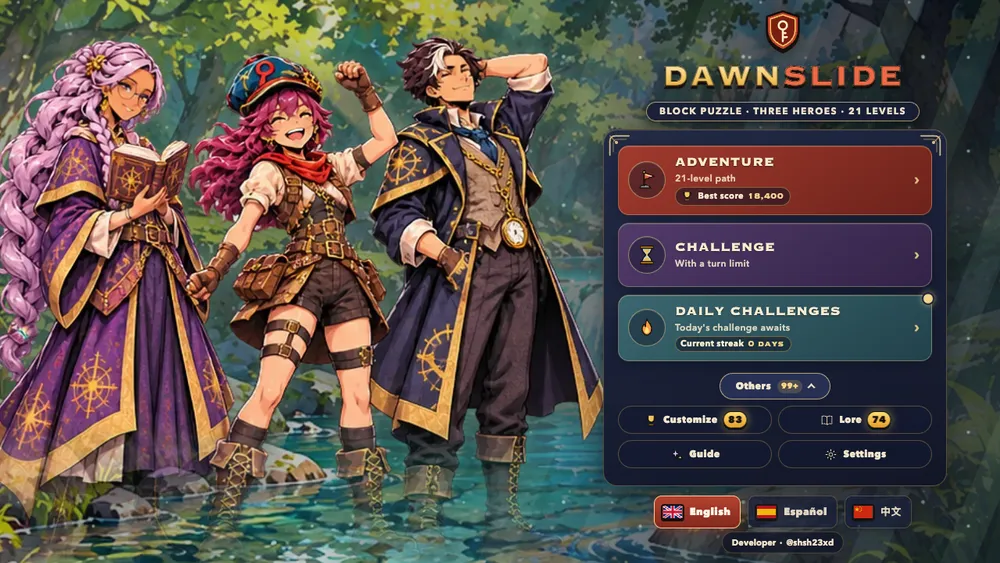 DAWNSLIDE
BLOCK PUZZLE · THREE HEROES · 21 LEVELS
ADVENTURE
21-level path
Best score 18,400
CHALLENGE
With a turn limit
DAILY CHALLENGES
Today's challenge awaits
Current streak 0 DAYS
Others 99+
Customize 83
Lore 74
Guide
Settings
English
Español
中文
Developer · @shsh23xd